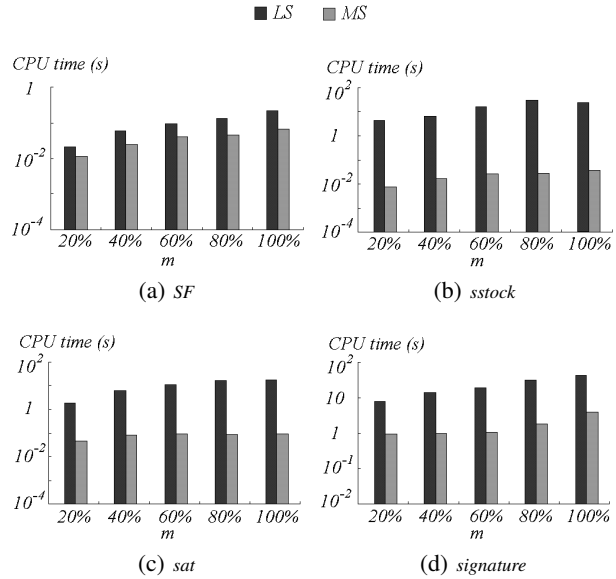 LS MS
CPU time (s)
1
10^-2
10^-4
20% 40% 60% 80% 100%
m
(a) SF
CPU time (s)
10^2
1
10^-2
10^-4
20% 40% 60% 80% 100%
m
(b) sstock
CPU time (s)
10^2
1
10^-2
10^-4
20% 40% 60% 80% 100%
m
(c) sat
CPU time (s)
10^2
10
1
10^-1
10^-2
20% 40% 60% 80% 100%
m
(d) signature